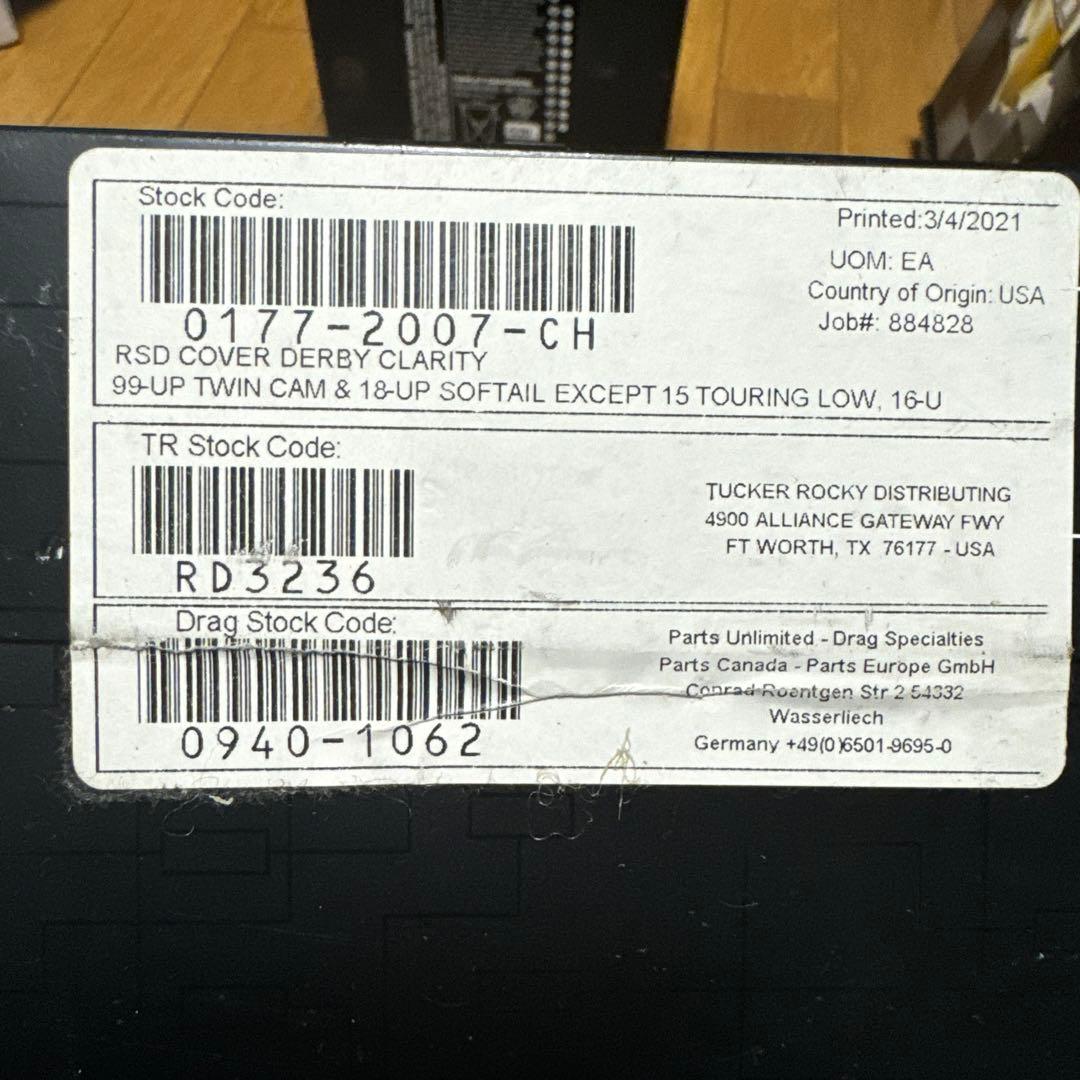 Stock Code:
0177-2007-CH
RSD COVER DERBY CLARITY
99-UP TWIN CAM & 18-UP SOFTAIL EXCEPT 15 TOURING LOW, 16-U
Printed:3/4/2021
UOM: EA
Country of Origin: USA
Job#: 884828
TR Stock Code:
RD3236
TUCKER ROCKY DISTRIBUTING
4900 ALLIANCE GATEWAY FWY
FT WORTH, TX 76177 - USA
Drag Stock Code:
0940-1062
Parts Unlimited - Drag Specialties
Parts Canada - Parts Europe GmbH
Conrad Roentgen Str 2 54332
Wasserliech
Germany +49(0)6501-9695-0